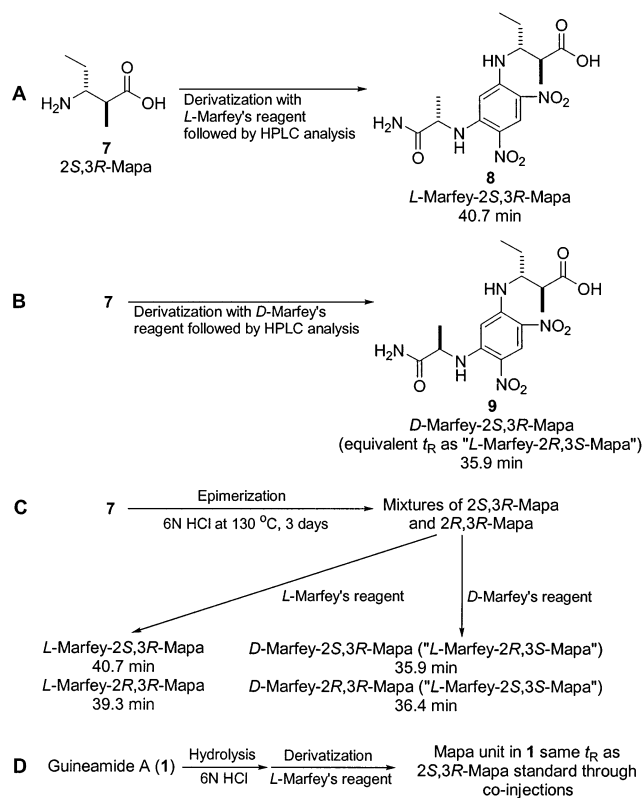 A
H₂N
O
OH
7
2S,3R-Mapa
Derivatization with
L-Marfey's reagent
followed by HPLC analysis
HN
O
OH
NO₂
H₂N
O
N
H
NO₂
8
L-Marfey-2S,3R-Mapa
40.7 min
B
7
Derivatization with D-Marfey's
reagent followed by HPLC analysis
HN
O
OH
NO₂
H₂N
O
N
H
NO₂
9
D-Marfey-2S,3R-Mapa
(equivalent tR as "L-Marfey-2R,3S-Mapa")
35.9 min
C
7
Epimerization
6N HCl at 130 °C, 3 days
Mixtures of 2S,3R-Mapa
and 2R,3R-Mapa
L-Marfey's reagent
D-Marfey's reagent
L-Marfey-2S,3R-Mapa
40.7 min
L-Marfey-2R,3R-Mapa
39.3 min
D-Marfey-2S,3R-Mapa ("L-Marfey-2R,3S-Mapa")
35.9 min
D-Marfey-2R,3R-Mapa ("L-Marfey-2S,3S-Mapa")
36.4 min
D
Guineamide A (1)
Hydrolysis
6N HCl
Derivatization
L-Marfey's reagent
Mapa unit in 1 same tR as
2S,3R-Mapa standard through
co-injections